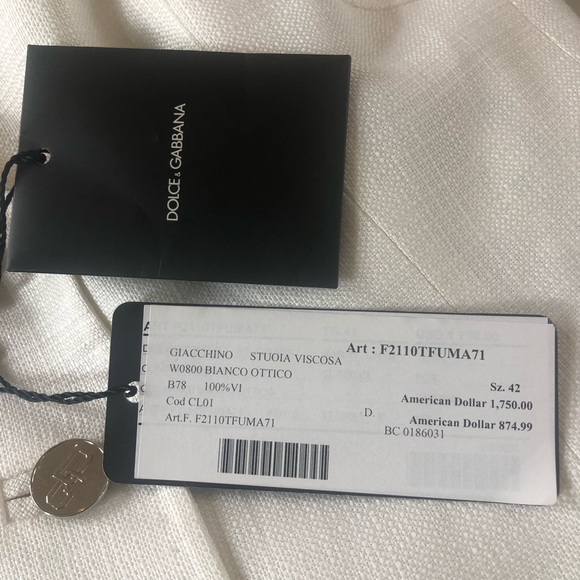 DOLCE & GABBANA
Art : F2110TFUMA71
GIACCHINO STUOIA VISCOSA
W0800 BIANCO OTTICO
B78 100%VI
Cod CL01
Art.F. F2110TFUMA71
Sz. 42
American Dollar 1,750.00
D.
American Dollar 874.99
BC 0186031